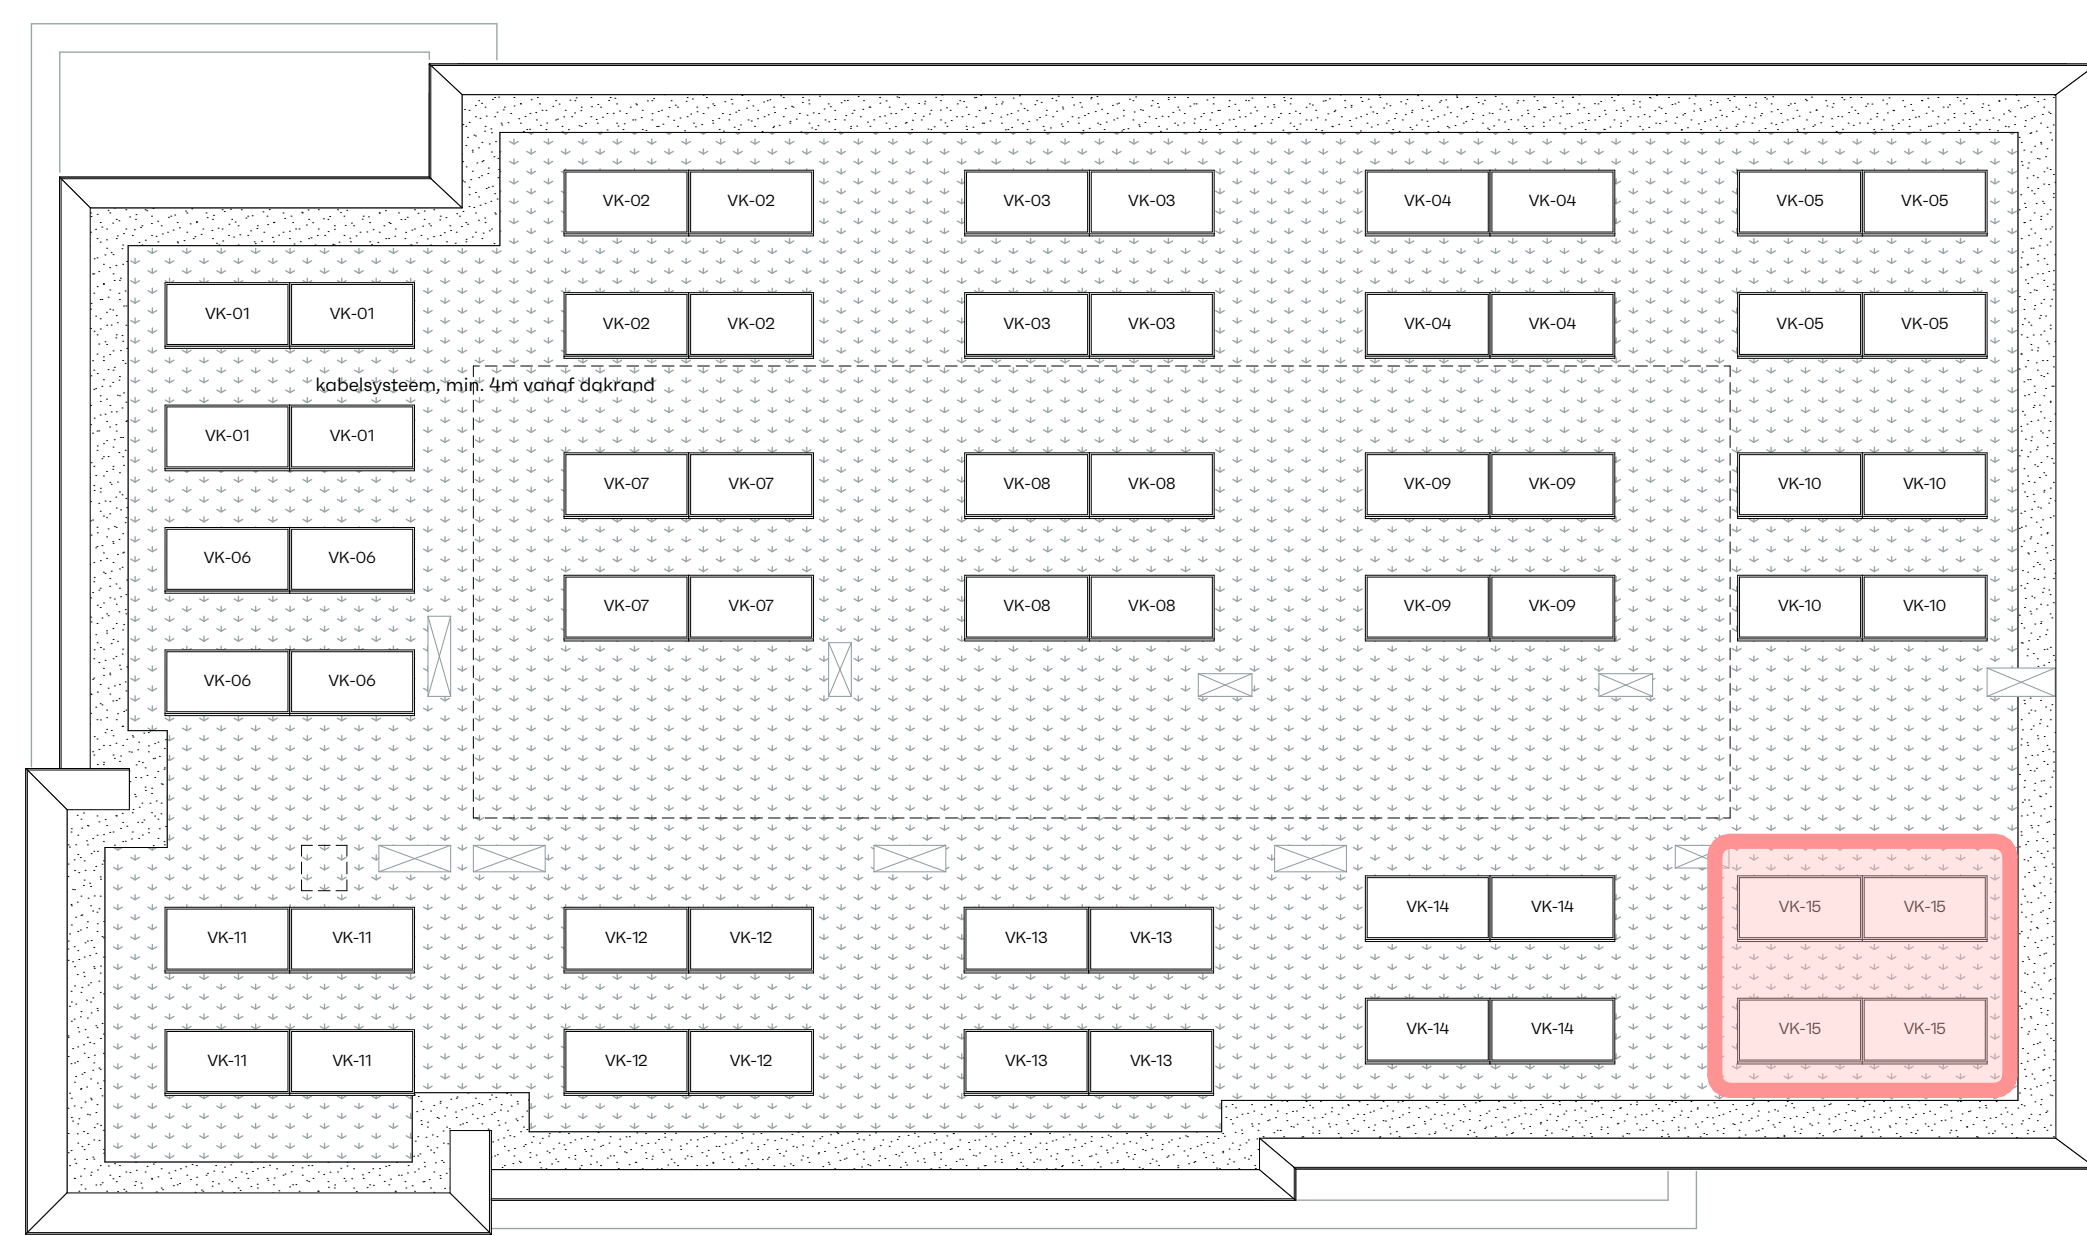 VK-02 VK-02 VK-03 VK-03 VK-04 VK-04 VK-05 VK-05
VK-01 VK-01
VK-02 VK-02 VK-03 VK-03 VK-04 VK-04 VK-05 VK-05
kabelsysteem, min. 4m vanaf dakrand
VK-01 VK-01
VK-07 VK-07 VK-08 VK-08 VK-09 VK-09 VK-10 VK-10
VK-06 VK-06
VK-07 VK-07 VK-08 VK-08 VK-09 VK-09 VK-10 VK-10
VK-06 VK-06
VK-14 VK-14 VK-15 VK-15
VK-11 VK-11 VK-12 VK-12 VK-13 VK-13
VK-14 VK-14 VK-15 VK-15
VK-11 VK-11 VK-12 VK-12 VK-13 VK-13